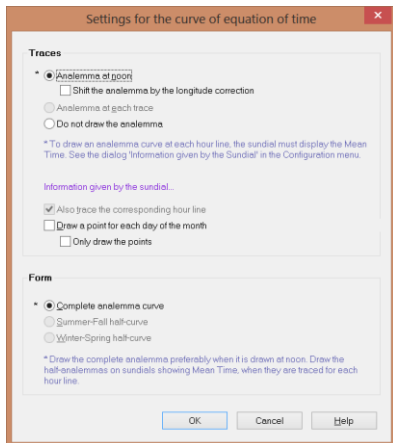 Settings for the curve of equation of time
Traces
* Analemma at noon
Shift the analemma by the longitude correction
Analemma at each trace
Do not draw the analemma
* To draw an analemma curve at each hour line, the sundial must display the Mean
Time. See the dialog 'Information given by the Sundial' in the Configuration menu.
Information given by the sundial...
Also trace the corresponding hour line
Draw a point for each day of the month
Only draw the points
Form
* Complete analemma curve
Summer-Fall half-curve
Winter-Spring half-curve
* Draw the complete analemma preferably when it is drawn at noon. Draw the
half-analemmas on sundials showing Mean Time, when they are traced for each
hour line.
OK Cancel Help